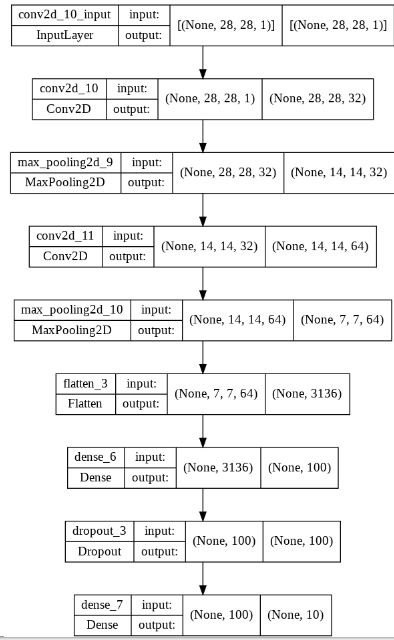 conv2d_10_input input: [(None, 28, 28, 1)] [(None, 28, 28, 1)]
InputLayer output:
conv2d_10 input: (None, 28, 28, 1) (None, 28, 28, 32)
Conv2D output:
max_pooling2d_9 input: (None, 28, 28, 32) (None, 14, 14, 32)
MaxPooling2D output:
conv2d_11 input: (None, 14, 14, 32) (None, 14, 14, 64)
Conv2D output:
max_pooling2d_10 input: (None, 14, 14, 64) (None, 7, 7, 64)
MaxPooling2D output:
flatten_3 input: (None, 7, 7, 64) (None, 3136)
Flatten output:
dense_6 input: (None, 3136) (None, 100)
Dense output:
dropout_3 input: (None, 100) (None, 100)
Dropout output:
dense_7 input: (None, 100) (None, 10)
Dense output: